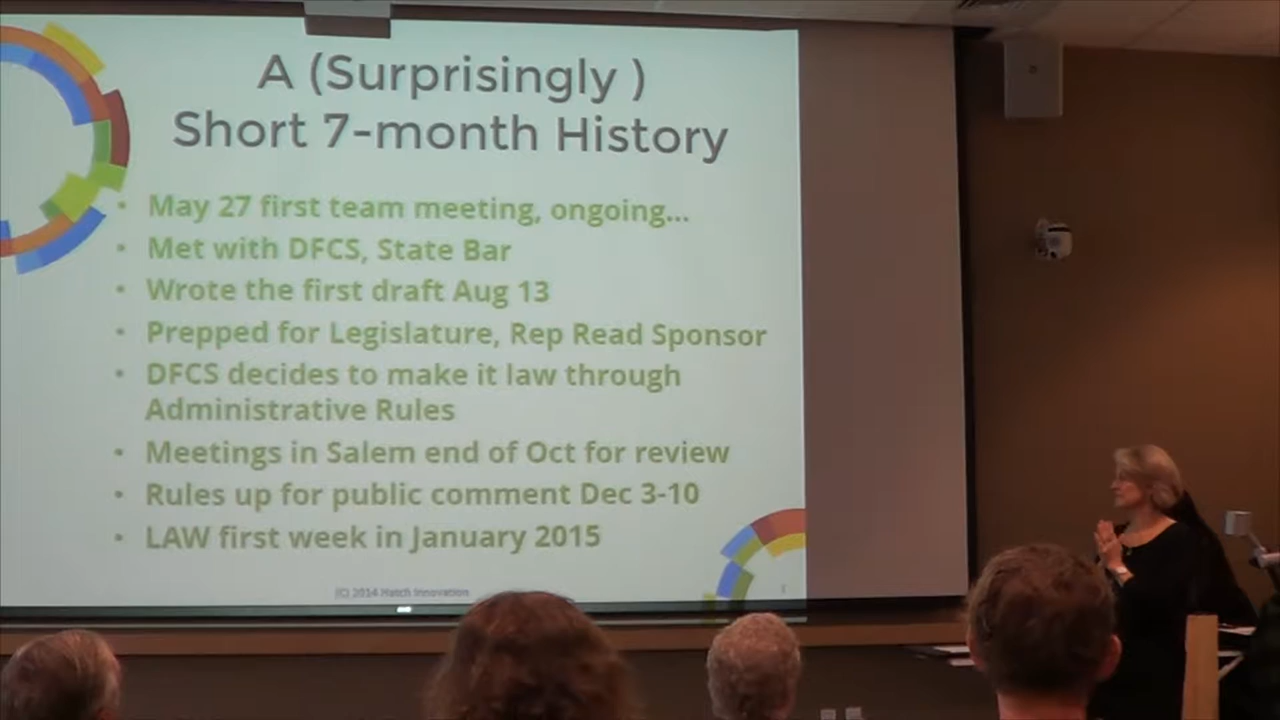 A (Surprisingly )
Short 7-month History
• May 27 first team meeting, ongoing...
• Met with DFCS, State Bar
• Wrote the first draft Aug 13
• Prepped for Legislature, Rep Read Sponsor
• DFCS decides to make it law through
Administrative Rules
• Meetings in Salem end of Oct for review
• Rules up for public comment Dec 3-10
• LAW first week in January 2015
(C) 2014 Hatch Innovation